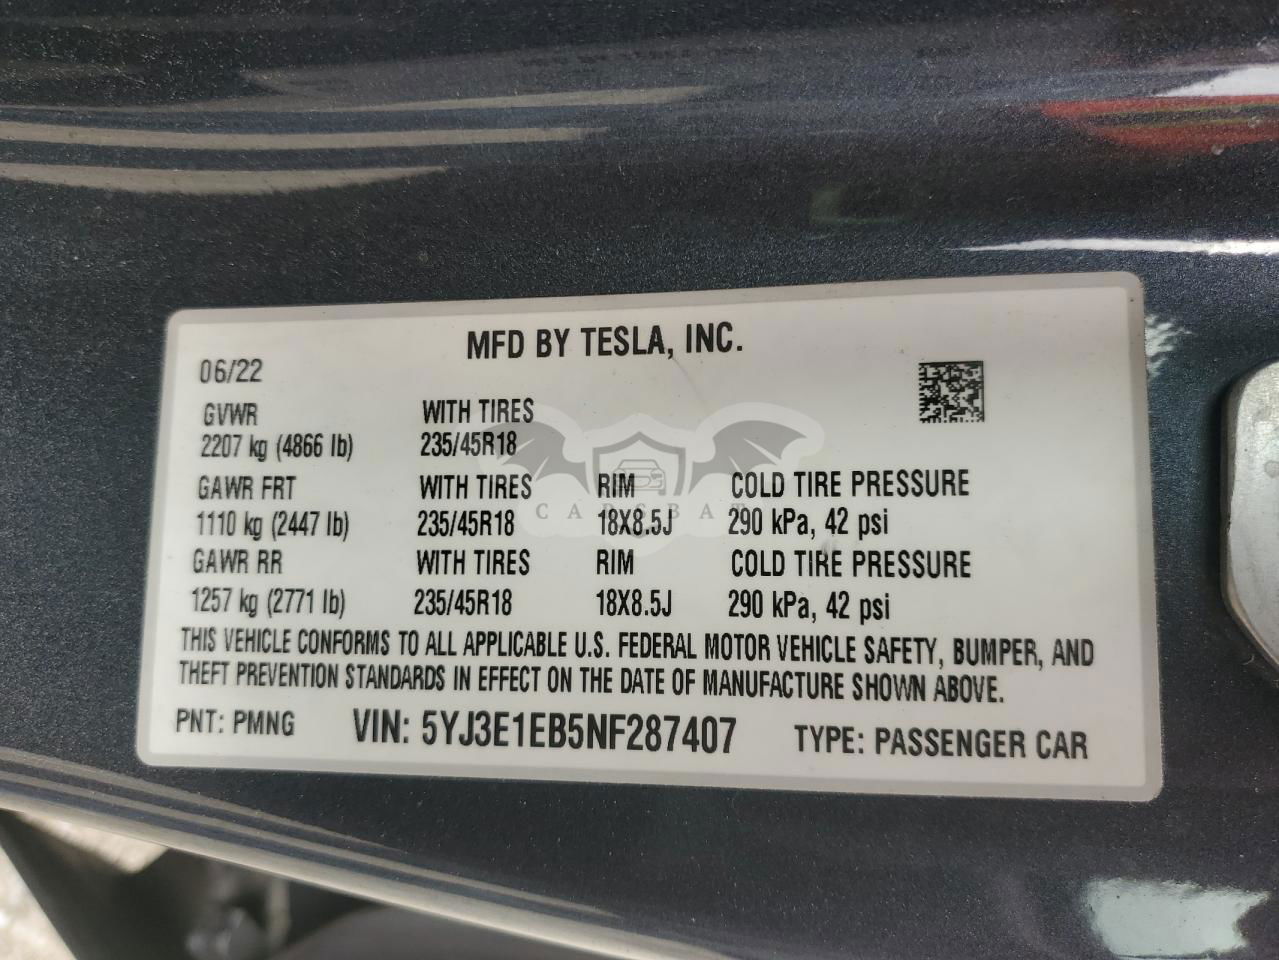 MFD BY TESLA, INC.
06/22
GVWR WITH TIRES
2207 kg (4866 lb) 235/45R18
GAWR FRT WITH TIRES RIM COLD TIRE PRESSURE
1110 kg (2447 lb) 235/45R18 18X8.5J 290 kPa, 42 psi
GAWR RR WITH TIRES RIM COLD TIRE PRESSURE
1257 kg (2771 lb) 235/45R18 18X8.5J 290 kPa, 42 psi
THIS VEHICLE CONFORMS TO ALL APPLICABLE U.S. FEDERAL MOTOR VEHICLE SAFETY, BUMPER, AND
THEFT PREVENTION STANDARDS IN EFFECT ON THE DATE OF MANUFACTURE SHOWN ABOVE.
PNT: PMNG VIN: 5YJ3E1EB5NF287407 TYPE: PASSENGER CAR